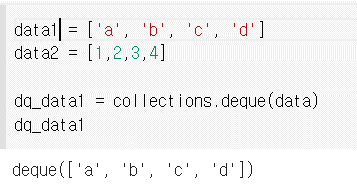 data1 = ['a', 'b', 'c', 'd']
data2 = [1,2,3,4]
dq_data1 = collections.deque(data)
dq_data1
deque(['a', 'b', 'c', 'd'])